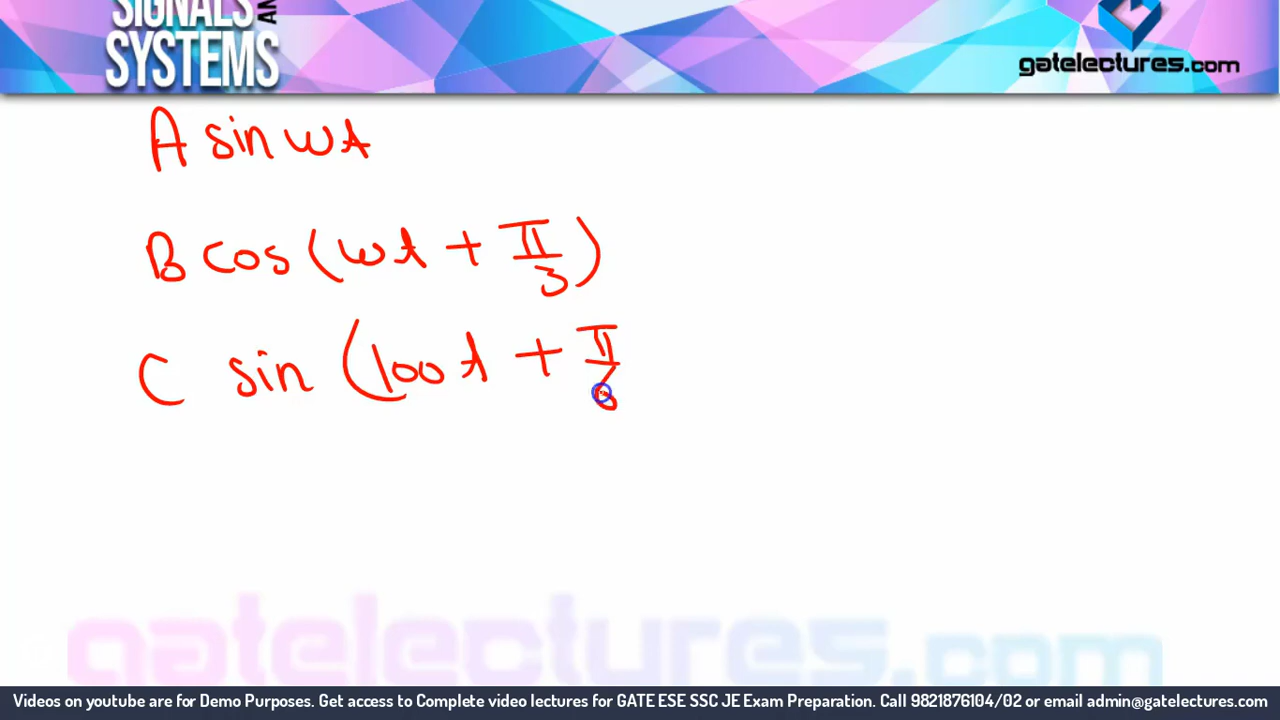 SIGNALS AND
SYSTEMS
gatelectures.com
A sin ωt
B cos (ωt + π/3)
C sin (100t + π/6
gatelectures.com
Videos on youtube are for Demo Purposes. Get access to Complete video lectures for GATE ESE SSC JE Exam Preparation. Call 9821876104/02 or email admin@gatelectures.com